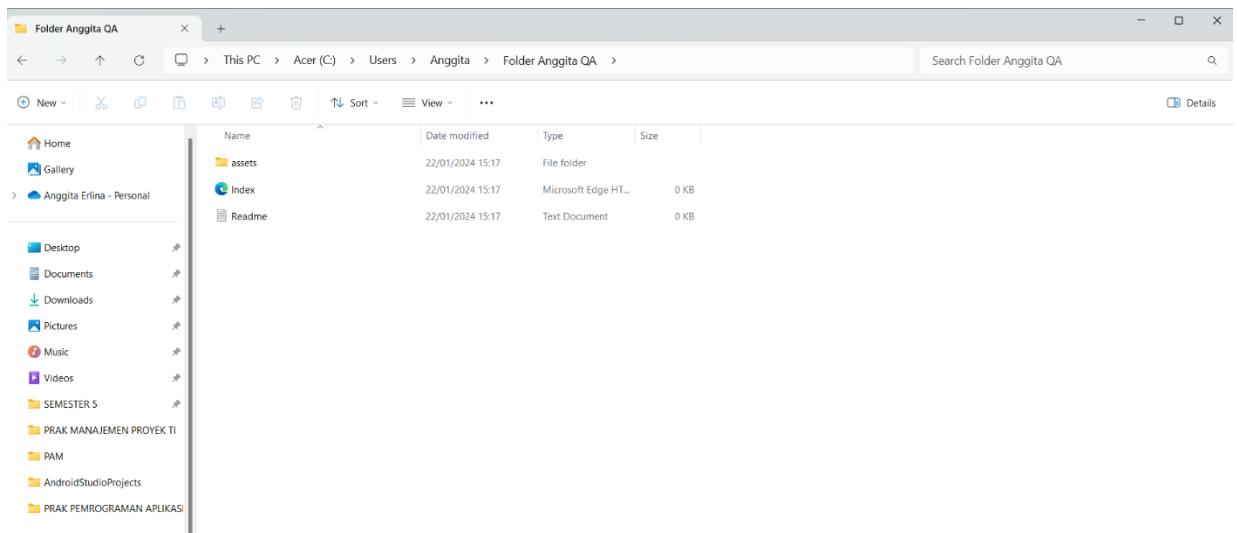 Folder Anggita QA
This PC > Acer (C:) > Users > Anggita > Folder Anggita QA >
Search Folder Anggita QA
New
Sort
View
Details
Home
Gallery
Anggita Erlina - Personal
Desktop
Documents
Downloads
Pictures
Music
Videos
SEMESTER 5
PRAK MANAJEMEN PROYEK TI
PAM
AndroidStudioProjects
PRAK PEMROGRAMAN APLIKASI
Name Date modified Type Size
assets 22/01/2024 15:17 File folder
Index 22/01/2024 15:17 Microsoft Edge HT... 0 KB
Readme 22/01/2024 15:17 Text Document 0 KB